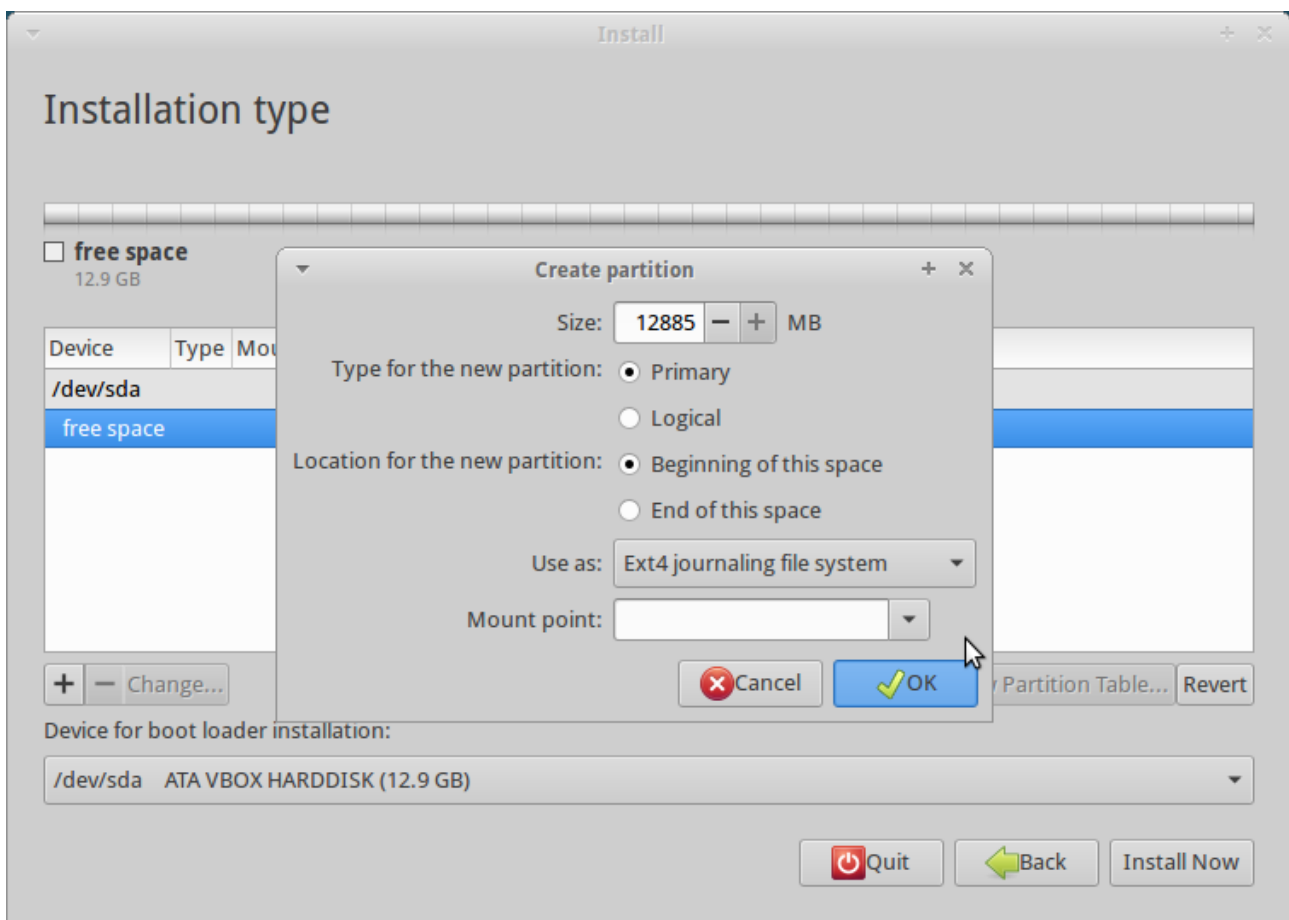 Install
Installation type
free space
12.9 GB
Create partition
Size: 12885 MB
Type for the new partition: Primary
Logical
Location for the new partition: Beginning of this space
End of this space
Use as: Ext4 journaling file system
Mount point:
Cancel OK
Device Type Mou
/dev/sda
free space
+ − Change... Partition Table... Revert
Device for boot loader installation:
/dev/sda ATA VBOX HARDDISK (12.9 GB)
Quit Back Install Now